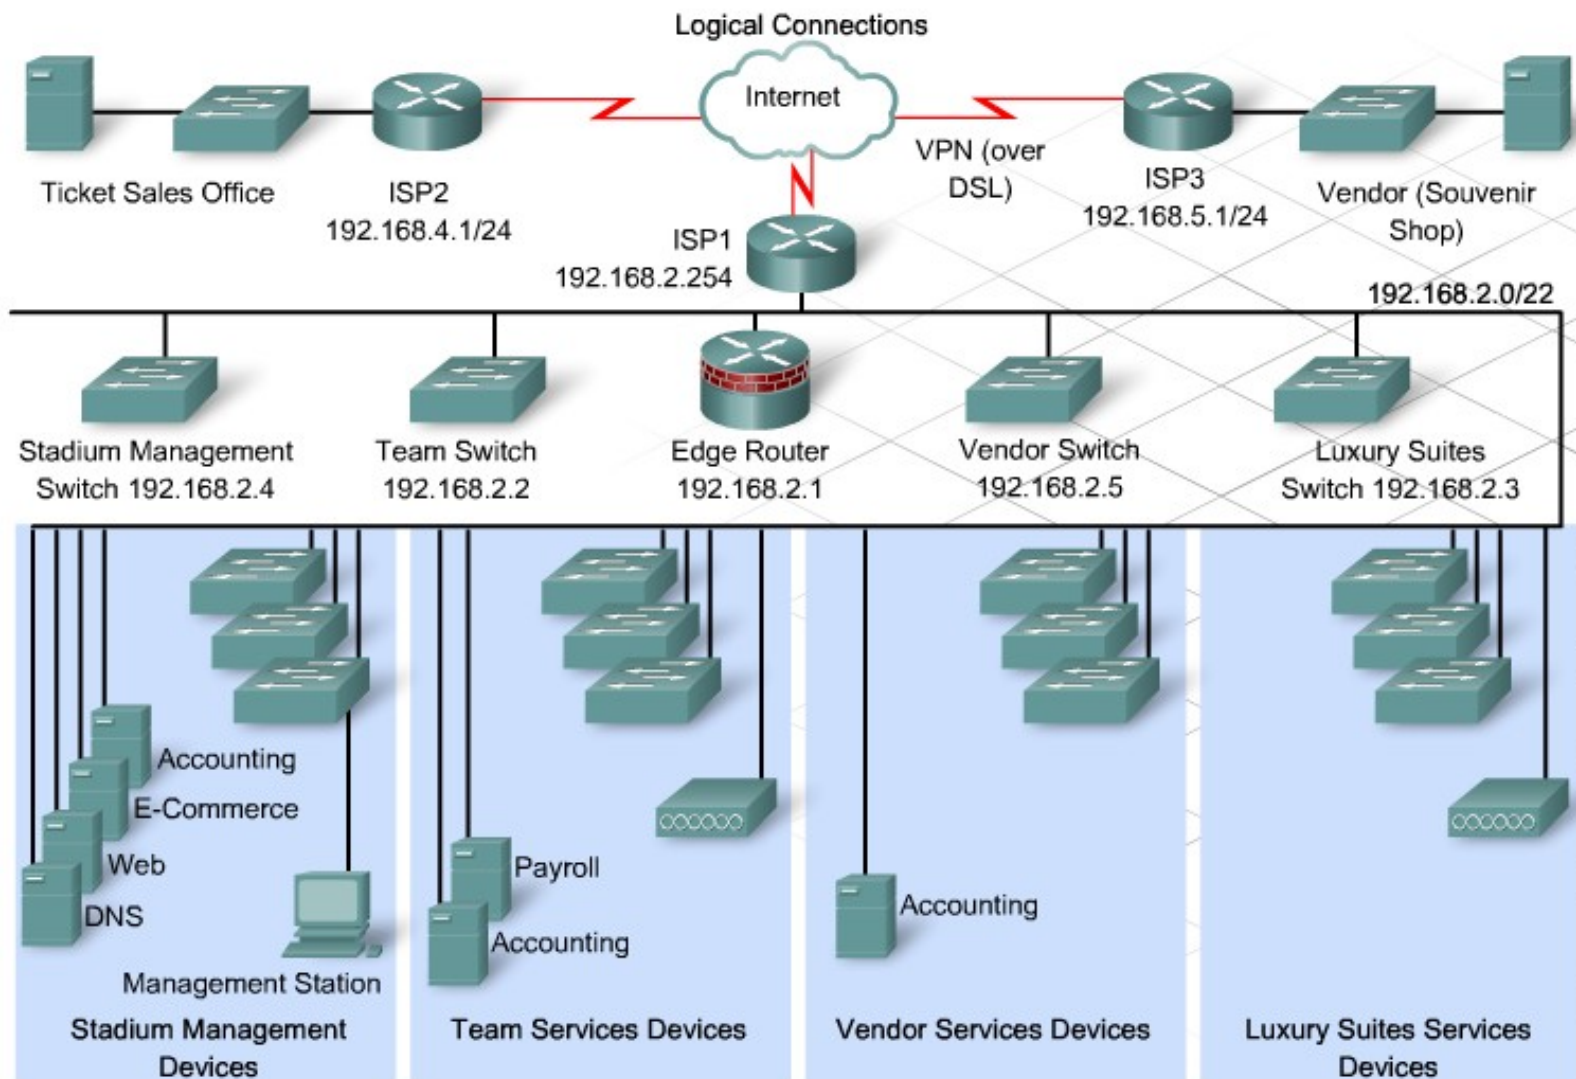 Logical Connections
Internet
VPN (over
DSL)
Ticket Sales Office
ISP2
192.168.4.1/24
ISP1
192.168.2.254
ISP3
192.168.5.1/24
Vendor (Souvenir
Shop)
192.168.2.0/22
Stadium Management
Switch 192.168.2.4
Team Switch
192.168.2.2
Edge Router
192.168.2.1
Vendor Switch
192.168.2.5
Luxury Suites
Switch 192.168.2.3
Accounting
E-Commerce
Web
DNS
Management Station
Stadium Management
Devices
Payroll
Accounting
Team Services Devices
Accounting
Vendor Services Devices
Luxury Suites Services
Devices